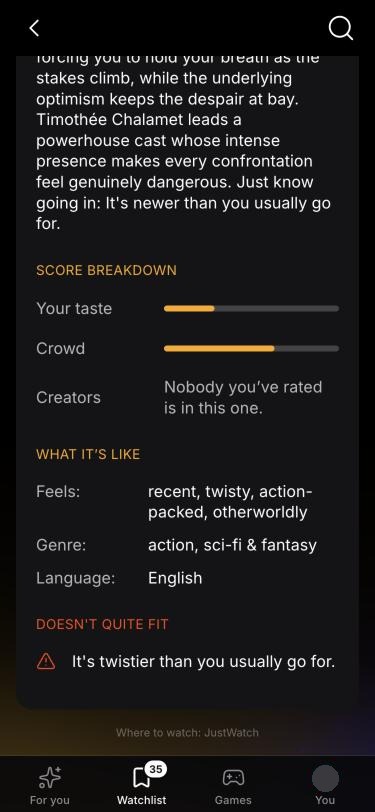 forcing you to hold your breath as the
stakes climb, while the underlying
optimism keeps the despair at bay.
Timothée Chalamet leads a
powerhouse cast whose intense
presence makes every confrontation
feel genuinely dangerous. Just know
going in: It's newer than you usually go
for.
SCORE BREAKDOWN
Your taste
Crowd
Creators
Nobody you’ve rated
is in this one.
WHAT IT’S LIKE
Feels:
recent, twisty, action-
packed, otherworldly
Genre:
action, sci-fi & fantasy
Language:
English
DOESN'T QUITE FIT
It's twistier than you usually go for.
Where to watch: JustWatch
35
For you
Watchlist
Games
You